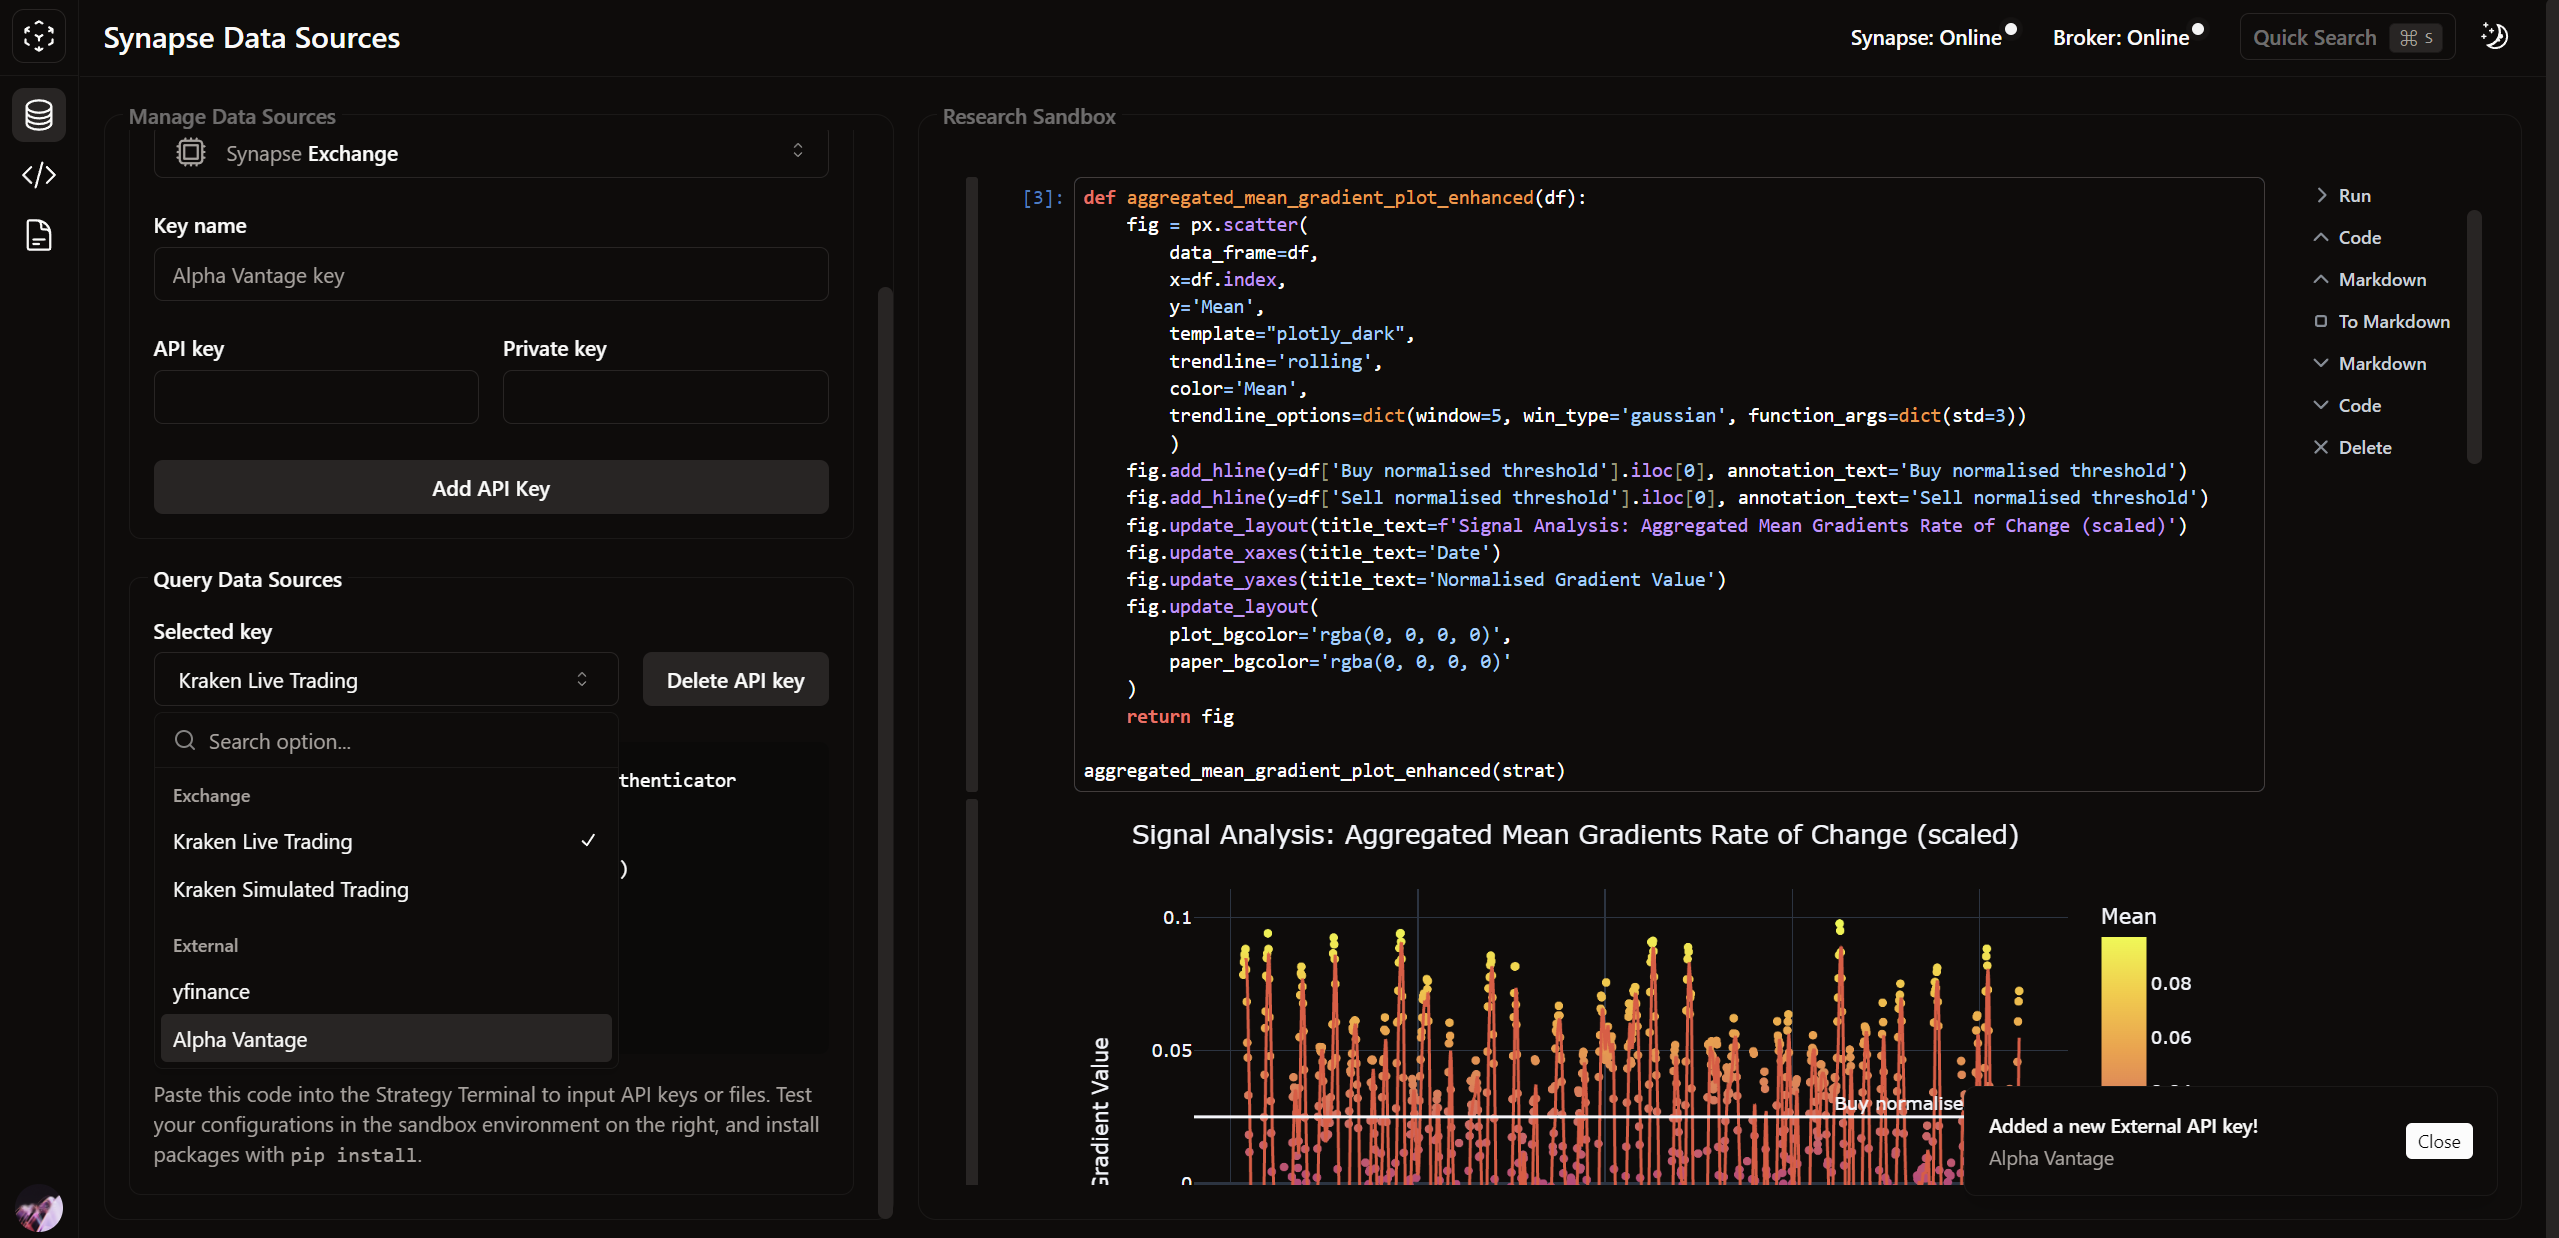 Synapse Data Sources
Synapse: Online
Broker: Online
Quick Search ⌘ S
Manage Data Sources
Synapse Exchange
Key name
Alpha Vantage key
API key
Private key
Add API Key
Query Data Sources
Selected key
Kraken Live Trading
Delete API key
Search option...
thenticator
Exchange
Kraken Live Trading
)
Kraken Simulated Trading
External
yfinance
Alpha Vantage
Paste this code into the Strategy Terminal to input API keys or files. Test
your configurations in the sandbox environment on the right, and install
packages with pip install.
Research Sandbox
[3]:
def aggregated_mean_gradient_plot_enhanced(df):
    fig = px.scatter(
        data_frame=df,
        x=df.index,
        y='Mean',
        template="plotly_dark",
        trendline='rolling',
        color='Mean',
        trendline_options=dict(window=5, win_type='gaussian', function_args=dict(std=3))
        )
    fig.add_hline(y=df['Buy normalised threshold'].iloc[0], annotation_text='Buy normalised threshold')
    fig.add_hline(y=df['Sell normalised threshold'].iloc[0], annotation_text='Sell normalised threshold')
    fig.update_layout(title_text=f'Signal Analysis: Aggregated Mean Gradients Rate of Change (scaled)')
    fig.update_xaxes(title_text='Date')
    fig.update_yaxes(title_text='Normalised Gradient Value')
    fig.update_layout(
        plot_bgcolor='rgba(0, 0, 0, 0)',
        paper_bgcolor='rgba(0, 0, 0, 0)'
    )
    return fig
aggregated_mean_gradient_plot_enhanced(strat)
Run
Code
Markdown
To Markdown
Markdown
Code
Delete
Signal Analysis: Aggregated Mean Gradients Rate of Change (scaled)
0.1
0.05
0
Gradient Value
Buy normalise
Mean
0.08
0.06
Added a new External API key!
Alpha Vantage
Close